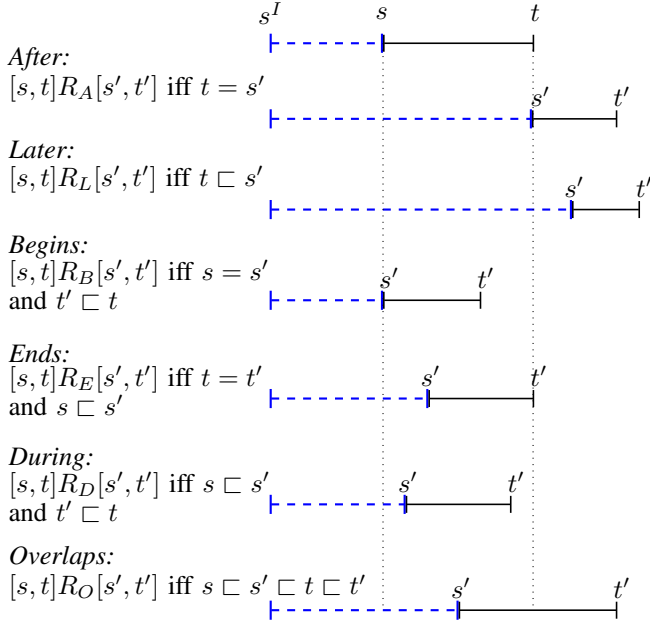 s^I s t
After:
[s, t]R_A[s′, t′] iff t = s′
s′ t′
Later:
[s, t]R_L[s′, t′] iff t ⊏ s′
s′ t′
Begins:
[s, t]R_B[s′, t′] iff s = s′
and t′ ⊏ t
s′ t′
Ends:
[s, t]R_E[s′, t′] iff t = t′
and s ⊏ s′
s′ t′
During:
[s, t]R_D[s′, t′] iff s ⊏ s′
and t′ ⊏ t
s′ t′
Overlaps:
[s, t]R_O[s′, t′] iff s ⊏ s′ ⊏ t ⊏ t′
s′ t′